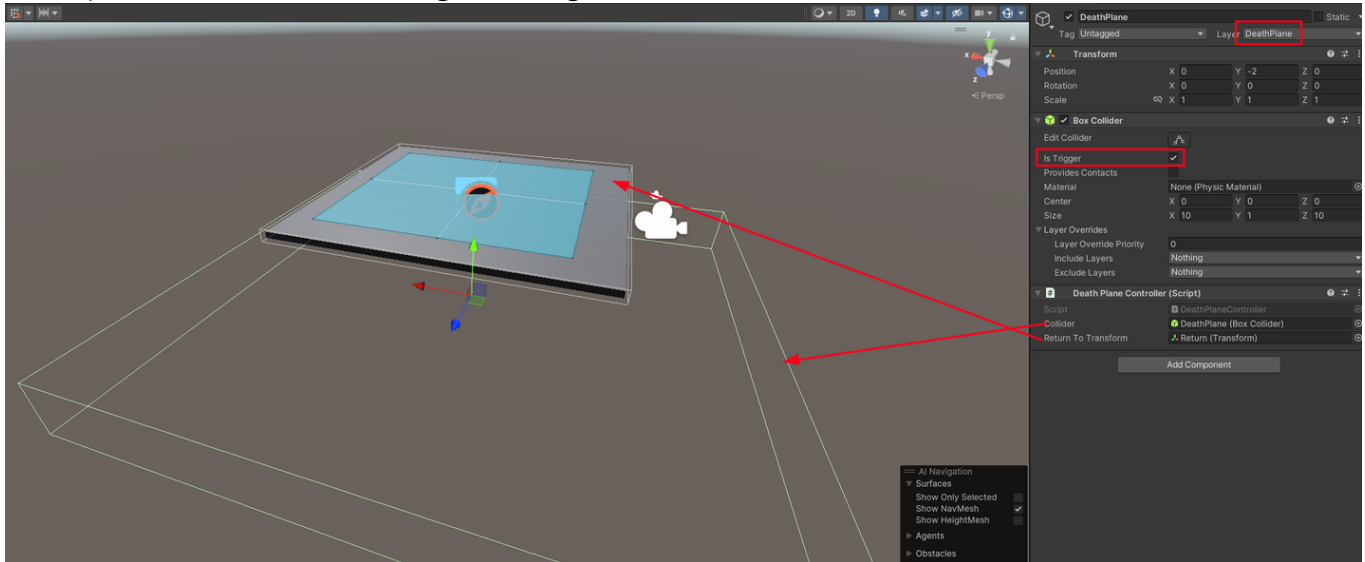 2D
y
x
z
Persp
AI Navigation
Surfaces
Show Only Selected
Show NavMesh
Show HeightMesh
Agents
Obstacles
DeathPlane
Static
Tag Untagged Layer DeathPlane
Transform
Position X 0 Y -2 Z 0
Rotation X 0 Y 0 Z 0
Scale X 1 Y 1 Z 1
Box Collider
Edit Collider
Is Trigger
Provides Contacts
Material None (Physic Material)
Center X 0 Y 0 Z 0
Size X 10 Y 1 Z 10
Layer Overrides
Layer Override Priority 0
Include Layers Nothing
Exclude Layers Nothing
# Death Plane Controller (Script)
Script DeathPlaneController
Collider DeathPlane (Box Collider)
Return To Transform Return (Transform)
Add Component